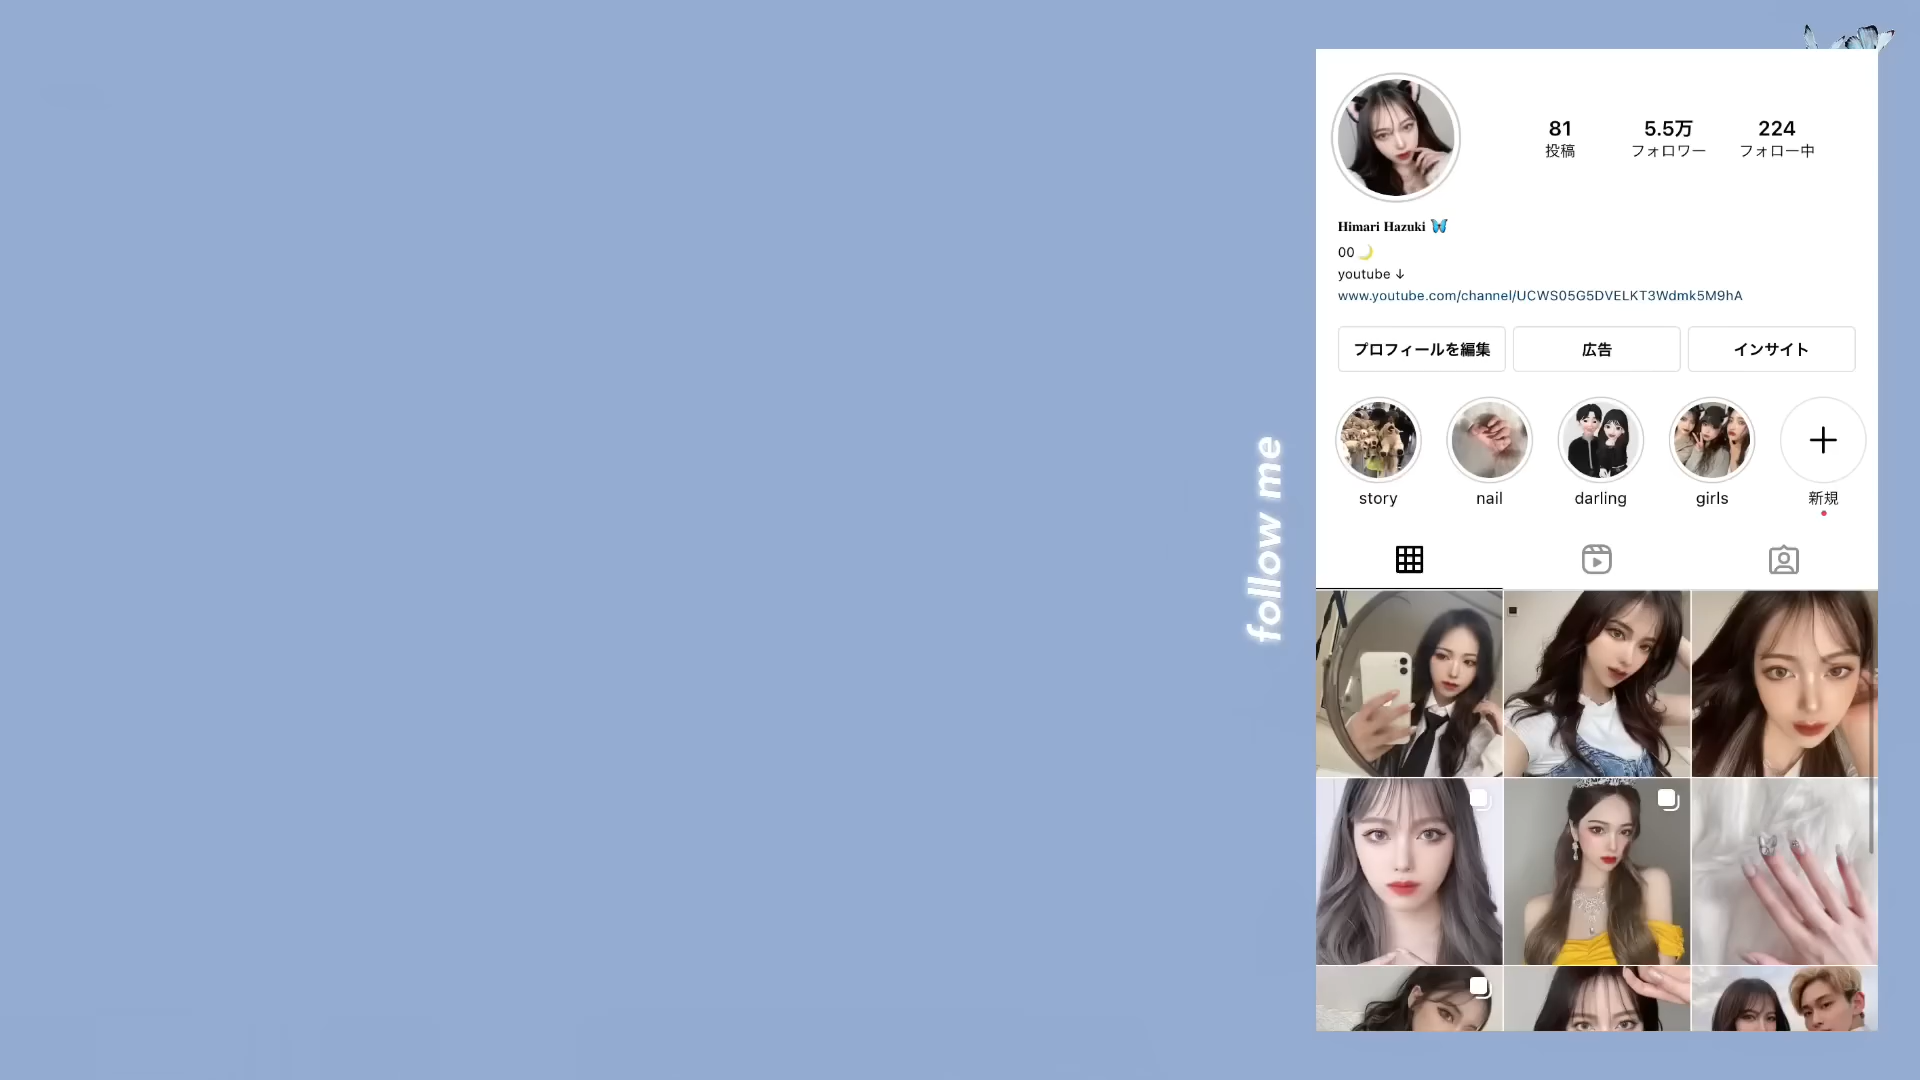 follow me
81
投稿
5.5万
フォロワー
224
フォロー中
Himari Hazuki 🦋
00 🌙
youtube ↓
www.youtube.com/channel/UCWS05G5DVELKT3Wdmk5M9hA
プロフィールを編集
広告
インサイト
story
nail
darling
girls
新規